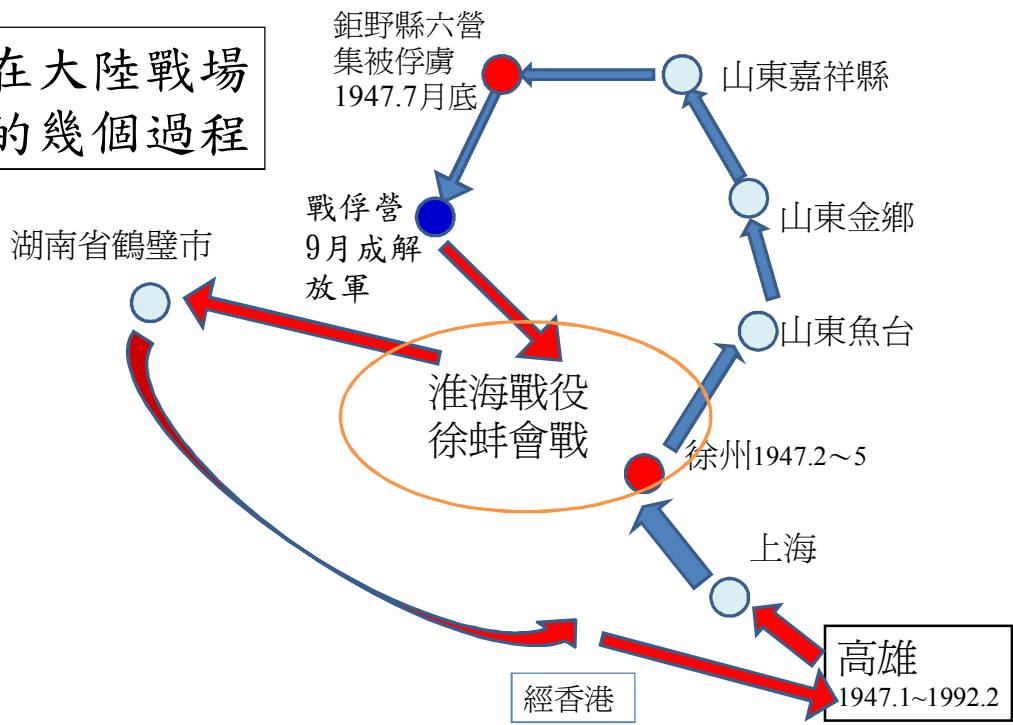 在大陸戰場
的幾個過程
鉅野縣六營
集被俘虜
1947.7月底
山東嘉祥縣
戰俘營
9月成解
放軍
山東金鄉
湖南省鶴璧市
山東魚台
淮海戰役
徐蚌會戰
徐州1947.2～5
上海
高雄
1947.1~1992.2
經香港